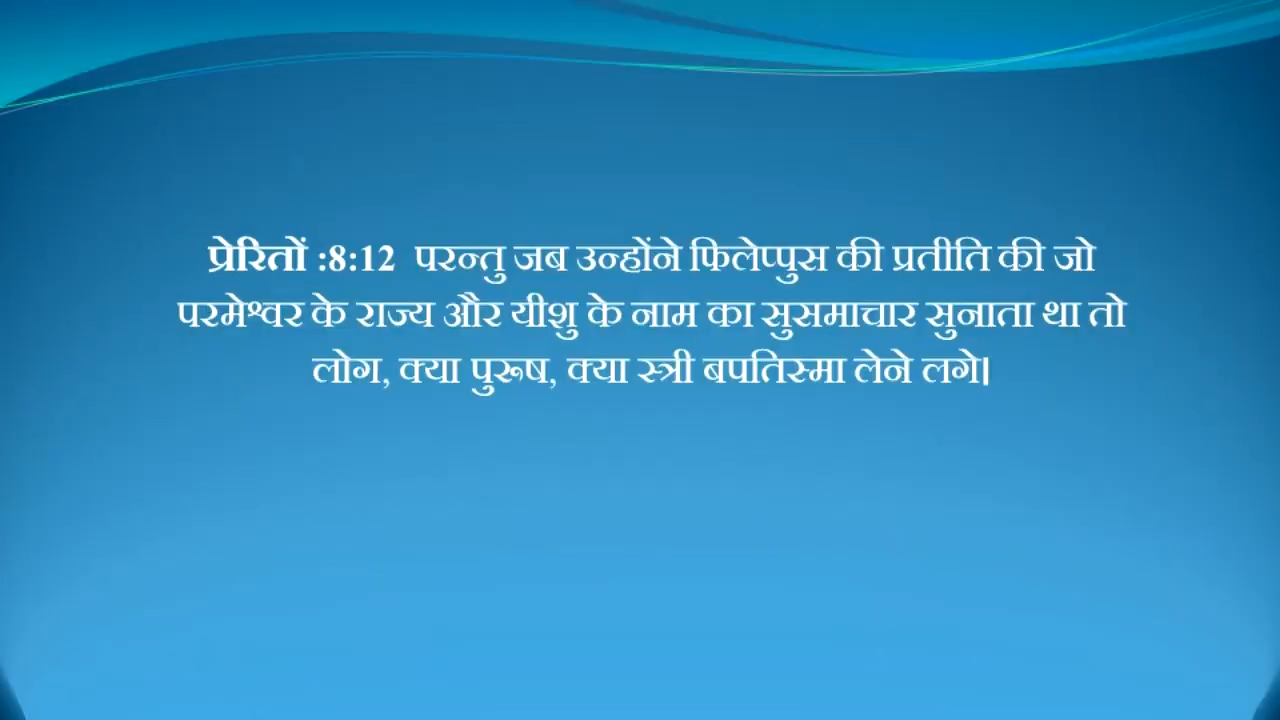 प्रेरितों :8:12 परन्तु जब उन्होंने फिलेप्पुस की प्रतीति की जो
परमेश्वर के राज्य और यीशु के नाम का सुसमाचार सुनाता था तो
लोग, क्या पुरूष, क्या स्त्री बपतिस्मा लेने लगे।